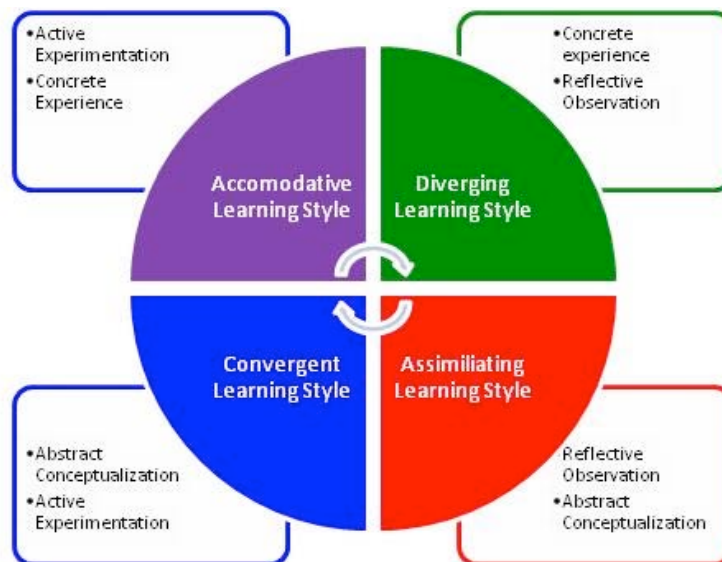 •Active
Experimentation
•Concrete
Experience
•Concrete
experience
•Reflective
Observation
Accomodative
Learning Style
Diverging
Learning Style
Convergent
Learning Style
Assimiliating
Learning Style
•Abstract
Conceptualization
•Active
Experimentation
Reflective
Observation
•Abstract
Conceptualization